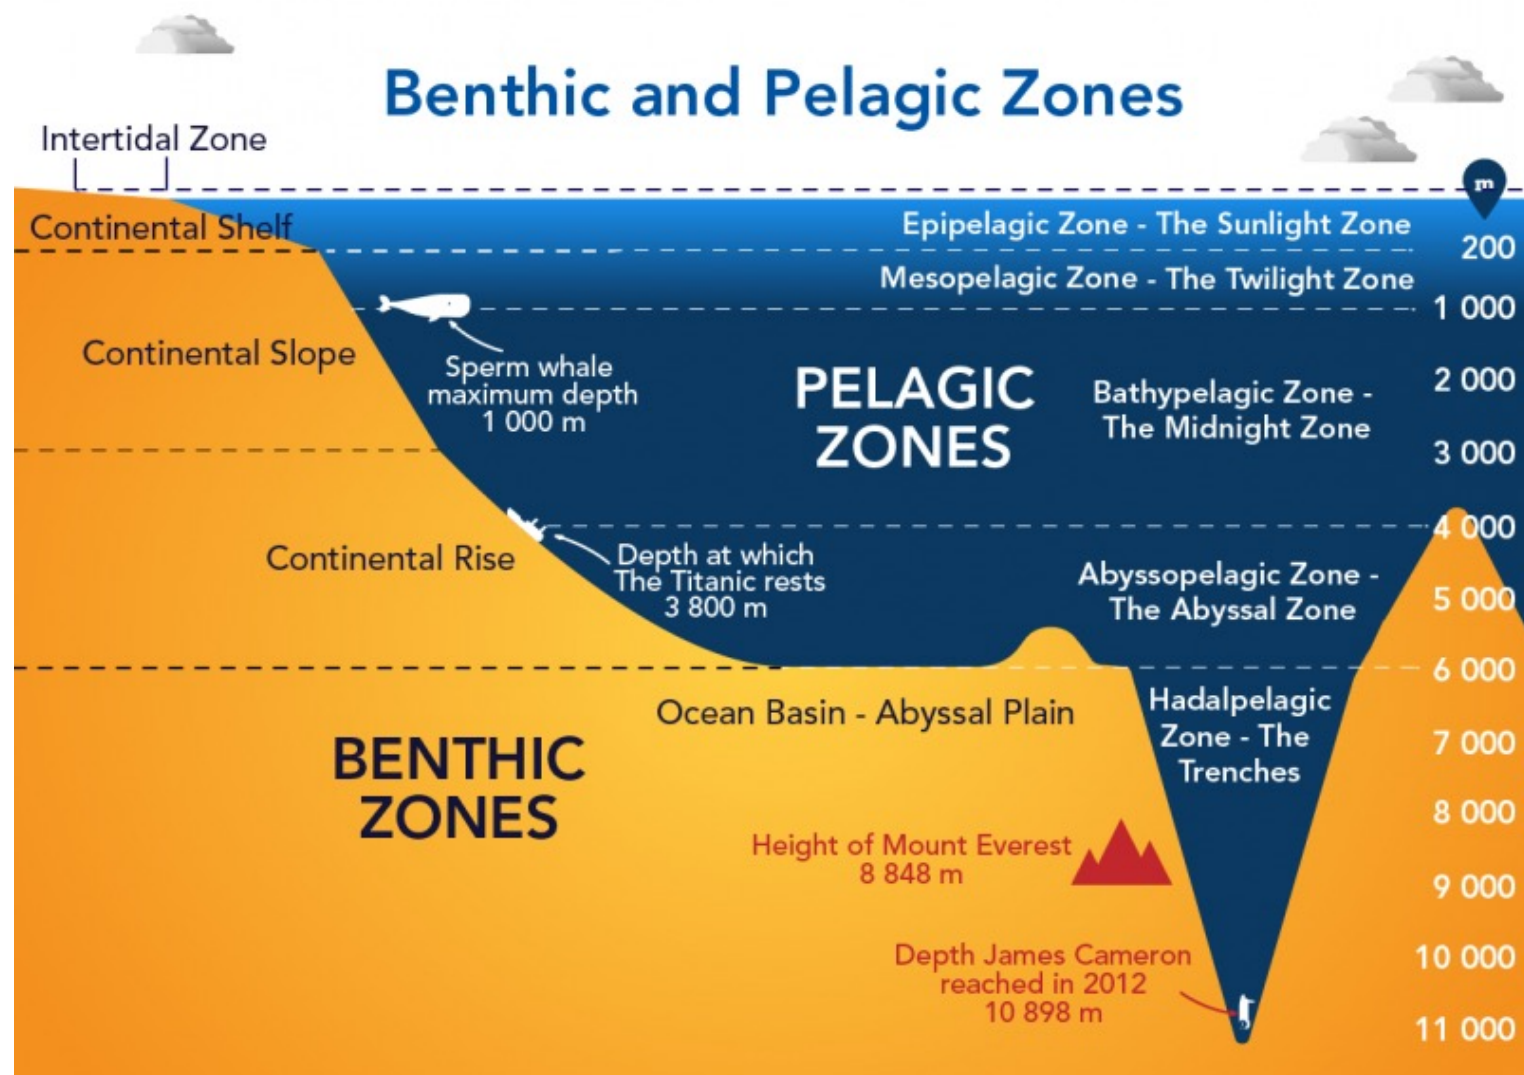 Benthic and Pelagic Zones
Intertidal Zone
m
Continental Shelf
Epipelagic Zone - The Sunlight Zone
200
Mesopelagic Zone - The Twilight Zone
1 000
Continental Slope
Sperm whale
maximum depth
1 000 m
PELAGIC
ZONES
Bathypelagic Zone -
The Midnight Zone
2 000
3 000
4 000
Continental Rise
Depth at which
The Titanic rests
3 800 m
Abyssopelagic Zone -
The Abyssal Zone
5 000
6 000
Ocean Basin - Abyssal Plain
Hadalpelagic
Zone - The
Trenches
7 000
BENTHIC
ZONES
8 000
Height of Mount Everest
8 848 m
9 000
Depth James Cameron
reached in 2012
10 898 m
10 000
11 000